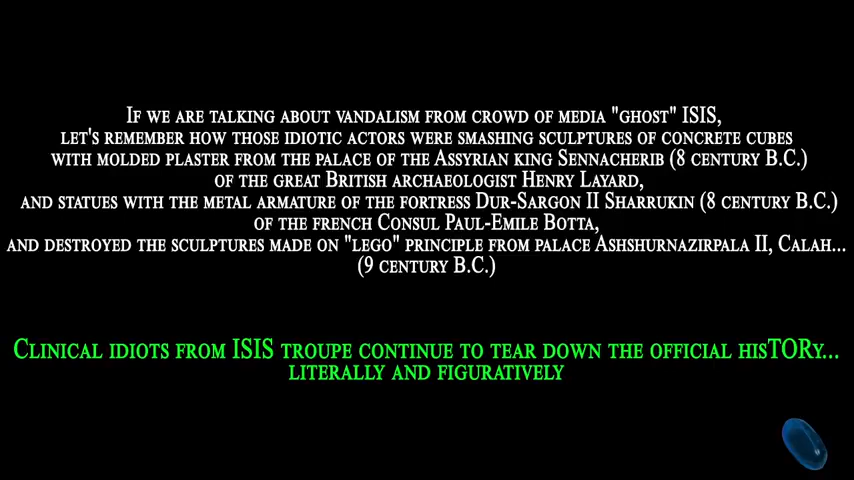 If we are talking about vandalism from crowd of media "ghost" ISIS,
let's remember how those idiotic actors were smashing sculptures of concrete cubes
with molded plaster from the palace of the Assyrian king Sennacherib (8 century B.C.)
of the great British archaeologist Henry Layard,
and statues with the metal armature of the fortress Dur-Sargon II Sharrukin (8 century B.C.)
of the french Consul Paul-Emile Botta,
and destroyed the sculptures made on "lego" principle from palace Ashshurnazirpala II, Calah...
(9 century B.C.)
Clinical idiots from ISIS troupe continue to tear down the official hisTORy...
literally and figuratively